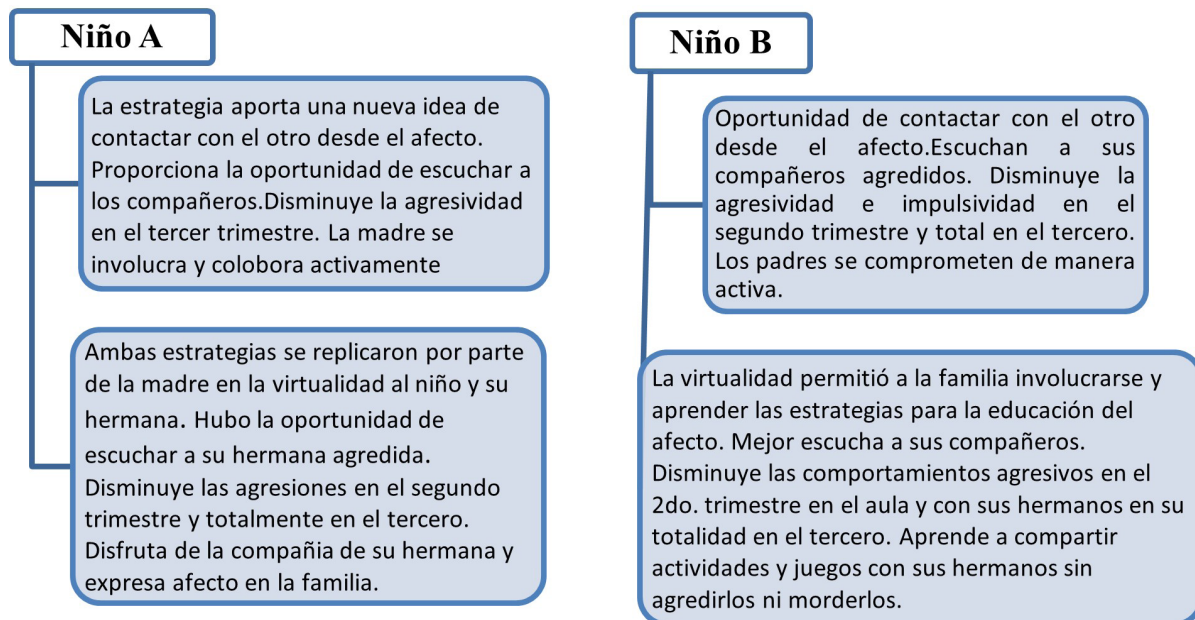 Niño A
La estrategia aporta una nueva idea de
contactar con el otro desde el afecto.
Proporciona la oportunidad de escuchar a
los compañeros.Disminuye la agresividad
en el tercer trimestre. La madre se
involucra y colobora activamente
Ambas estrategias se replicaron por parte
de la madre en la virtualidad al niño y su
hermana. Hubo la oportunidad de
escuchar a su hermana agredida.
Disminuye las agresiones en el segundo
trimestre y totalmente en el tercero.
Disfruta de la compañia de su hermana y
expresa afecto en la familia.
Niño B
Oportunidad de contactar con el otro
desde el afecto.Escuchan a sus
compañeros agredidos. Disminuye la
agresividad e impulsividad en el
segundo trimestre y total en el tercero.
Los padres se comprometen de manera
activa.
La virtualidad permitió a la familia involucrarse y
aprender las estrategias para la educación del
afecto. Mejor escucha a sus compañeros.
Disminuye las comportamientos agresivos en el
2do. trimestre en el aula y con sus hermanos en su
totalidad en el tercero. Aprende a compartir
actividades y juegos con sus hermanos sin
agredirlos ni morderlos.